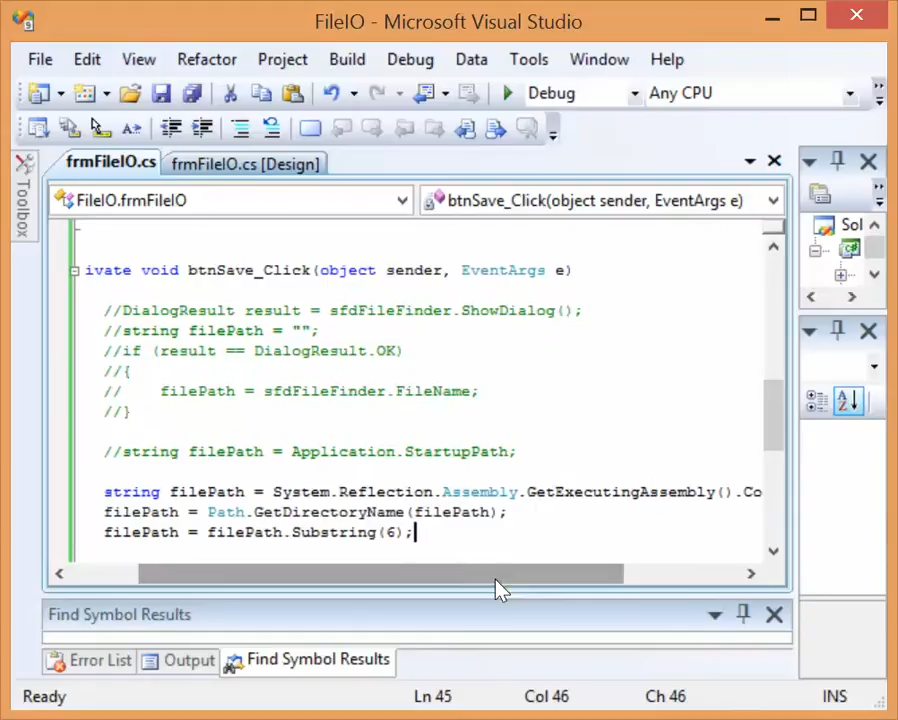 FileIO - Microsoft Visual Studio
File Edit View Refactor Project Build Debug Data Tools Window Help
Debug Any CPU
frmFileIO.cs frmFileIO.cs [Design]
Toolbox
FileIO.frmFileIO btnSave_Click(object sender, EventArgs e)
Sol
ivate void btnSave_Click(object sender, EventArgs e)
//DialogResult result = sfdFileFinder.ShowDialog();
//string filePath = "";
//if (result == DialogResult.OK)
//{
//    filePath = sfdFileFinder.FileName;
//}
//string filePath = Application.StartupPath;
string filePath = System.Reflection.Assembly.GetExecutingAssembly().Co
filePath = Path.GetDirectoryName(filePath);
filePath = filePath.Substring(6);
Find Symbol Results
Error List Output Find Symbol Results
Ready Ln 45 Col 46 Ch 46 INS